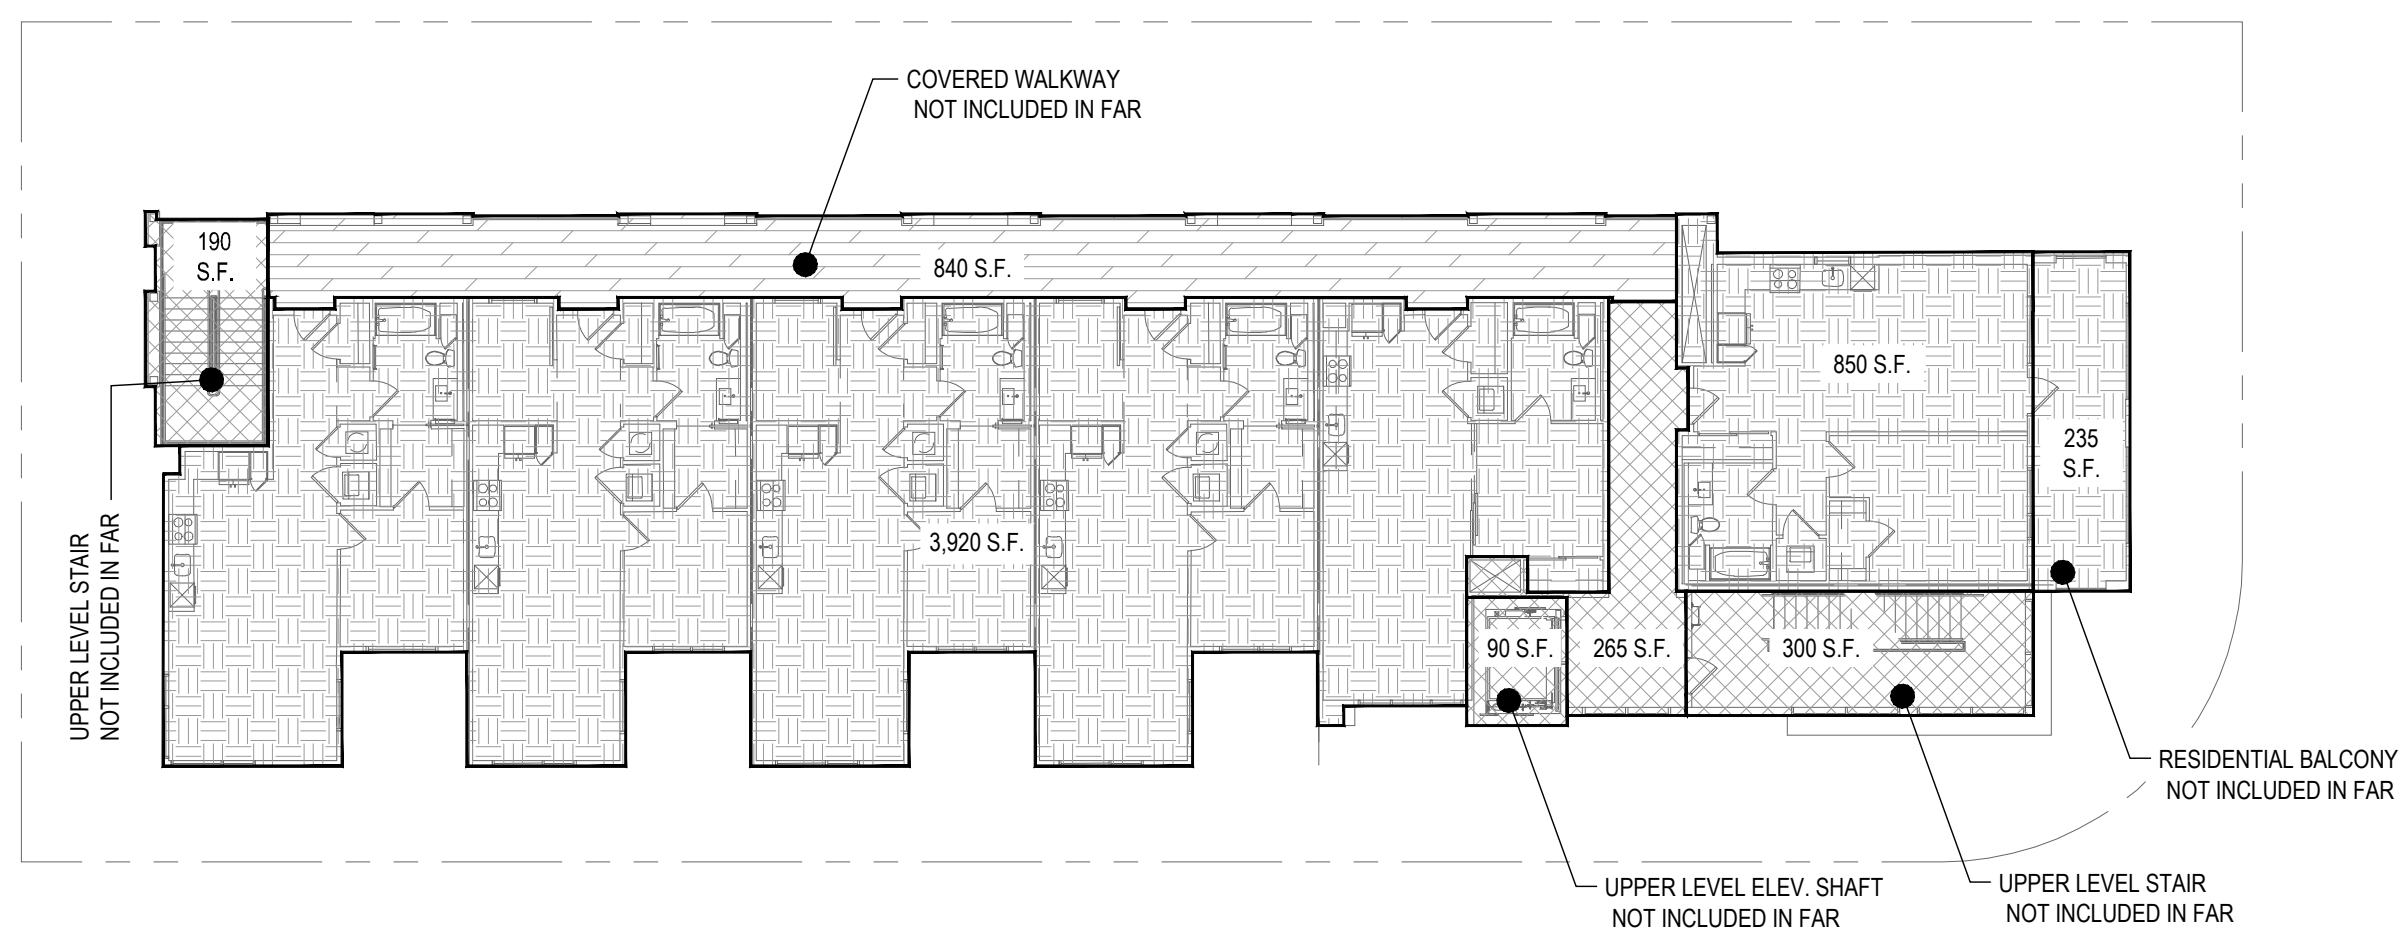 COVERED WALKWAY
NOT INCLUDED IN FAR
190
S.F.
840 S.F.
850 S.F.
235
S.F.
3,920 S.F.
UPPER LEVEL STAIR
NOT INCLUDED IN FAR
90 S.F.
265 S.F.
300 S.F.
RESIDENTIAL BALCONY
NOT INCLUDED IN FAR
UPPER LEVEL ELEV. SHAFT
NOT INCLUDED IN FAR
UPPER LEVEL STAIR
NOT INCLUDED IN FAR